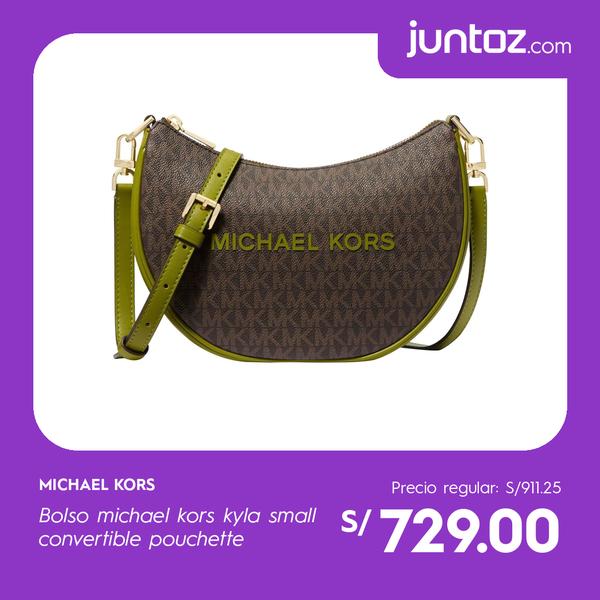 juntoz.com
MICHAEL KORS
MICHAEL KORS
Bolso michael kors kyla small
convertible pouchette
Precio regular: S/911.25
S/729.00